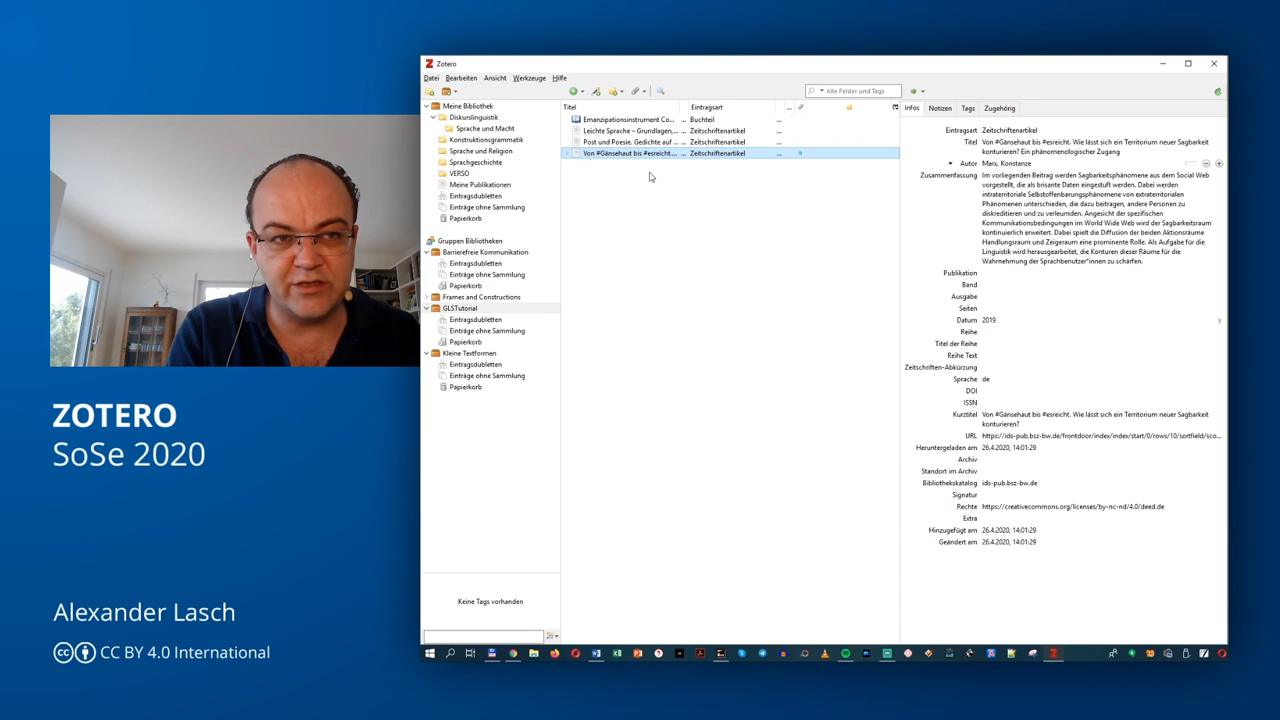 Zotero
Datei Bearbeiten Ansicht Werkzeuge Hilfe
Alle Felder und Tags
Meine Bibliothek
Diskurslinguistik
Sprache und Macht
Konstruktionsgrammatik
Sprache und Religion
Sprachgeschichte
VERSO
Meine Publikationen
Eintragsdubletten
Einträge ohne Sammlung
Papierkorb
Gruppen Bibliotheken
Barrierefreie Kommunikation
Eintragsdubletten
Einträge ohne Sammlung
Papierkorb
Frames and Constructions
GLSTutorial
Eintragsdubletten
Einträge ohne Sammlung
Papierkorb
Kleine Textformen
Eintragsdubletten
Einträge ohne Sammlung
Papierkorb
Keine Tags vorhanden
Titel Eintragsart ...
Emanzipationsinstrument Co... ... Buchteil ...
Leichte Sprache – Grundlagen,... ... Zeitschriftenartikel ...
Post und Poesie. Gedichte auf ... ... Zeitschriftenartikel ...
Von #Gänsehaut bis #esreicht.... ... Zeitschriftenartikel ...
Infos Notizen Tags Zugehörig
Eintragsart Zeitschriftenartikel
Titel Von #Gänsehaut bis #esreicht. Wie lässt sich ein Territorium neuer Sagbarkeit
konturieren? Ein phänomenologischer Zugang
Autor Marx, Konstanze
Zusammenfassung Im vorliegenden Beitrag werden Sagbarkeitsphänomene aus dem Social Web
vorgestellt, die als brisante Daten eingestuft werden. Dabei werden
intraterritoriale Selbstoffenbarungsphänomene von extraterritorialen
Phänomenen unterschieden, die dazu beitragen, andere Personen zu
diskreditieren und zu verleumden. Angesicht der spezifischen
Kommunikationsbedingungen im World Wide Web wird der Sagbarkeitsraum
kontinuierlich erweitert. Dabei spielt die Diffusion der beiden Aktionsräume
Handlungsraum und Zeigeraum eine prominente Rolle. Als Aufgabe für die
Linguistik wird herausgearbeitet, die Konturen dieser Räume für die
Wahrnehmung der Sprachbenutzer*innen zu schärfen.
Publikation
Band
Ausgabe
Seiten
Datum 2019 y
Reihe
Titel der Reihe
Reihe Text
Zeitschriften-Abkürzung
Sprache de
DOI
ISSN
Kurztitel Von #Gänsehaut bis #esreicht. Wie lässt sich ein Territorium neuer Sagbarkeit
konturieren?
URL https://ids-pub.bsz-bw.de/frontdoor/index/index/start/0/rows/10/sortfield/sco...
Heruntergeladen am 26.4.2020, 14:01:29
Archiv
Standort im Archiv
Bibliothekskatalog ids-pub.bsz-bw.de
Signatur
Rechte https://creativecommons.org/licenses/by-nc-nd/4.0/deed.de
Extra
Hinzugefügt am 26.4.2020, 14:01:29
Geändert am 26.4.2020, 14:01:29
ZOTERO
SoSe 2020
Alexander Lasch
CC BY 4.0 International